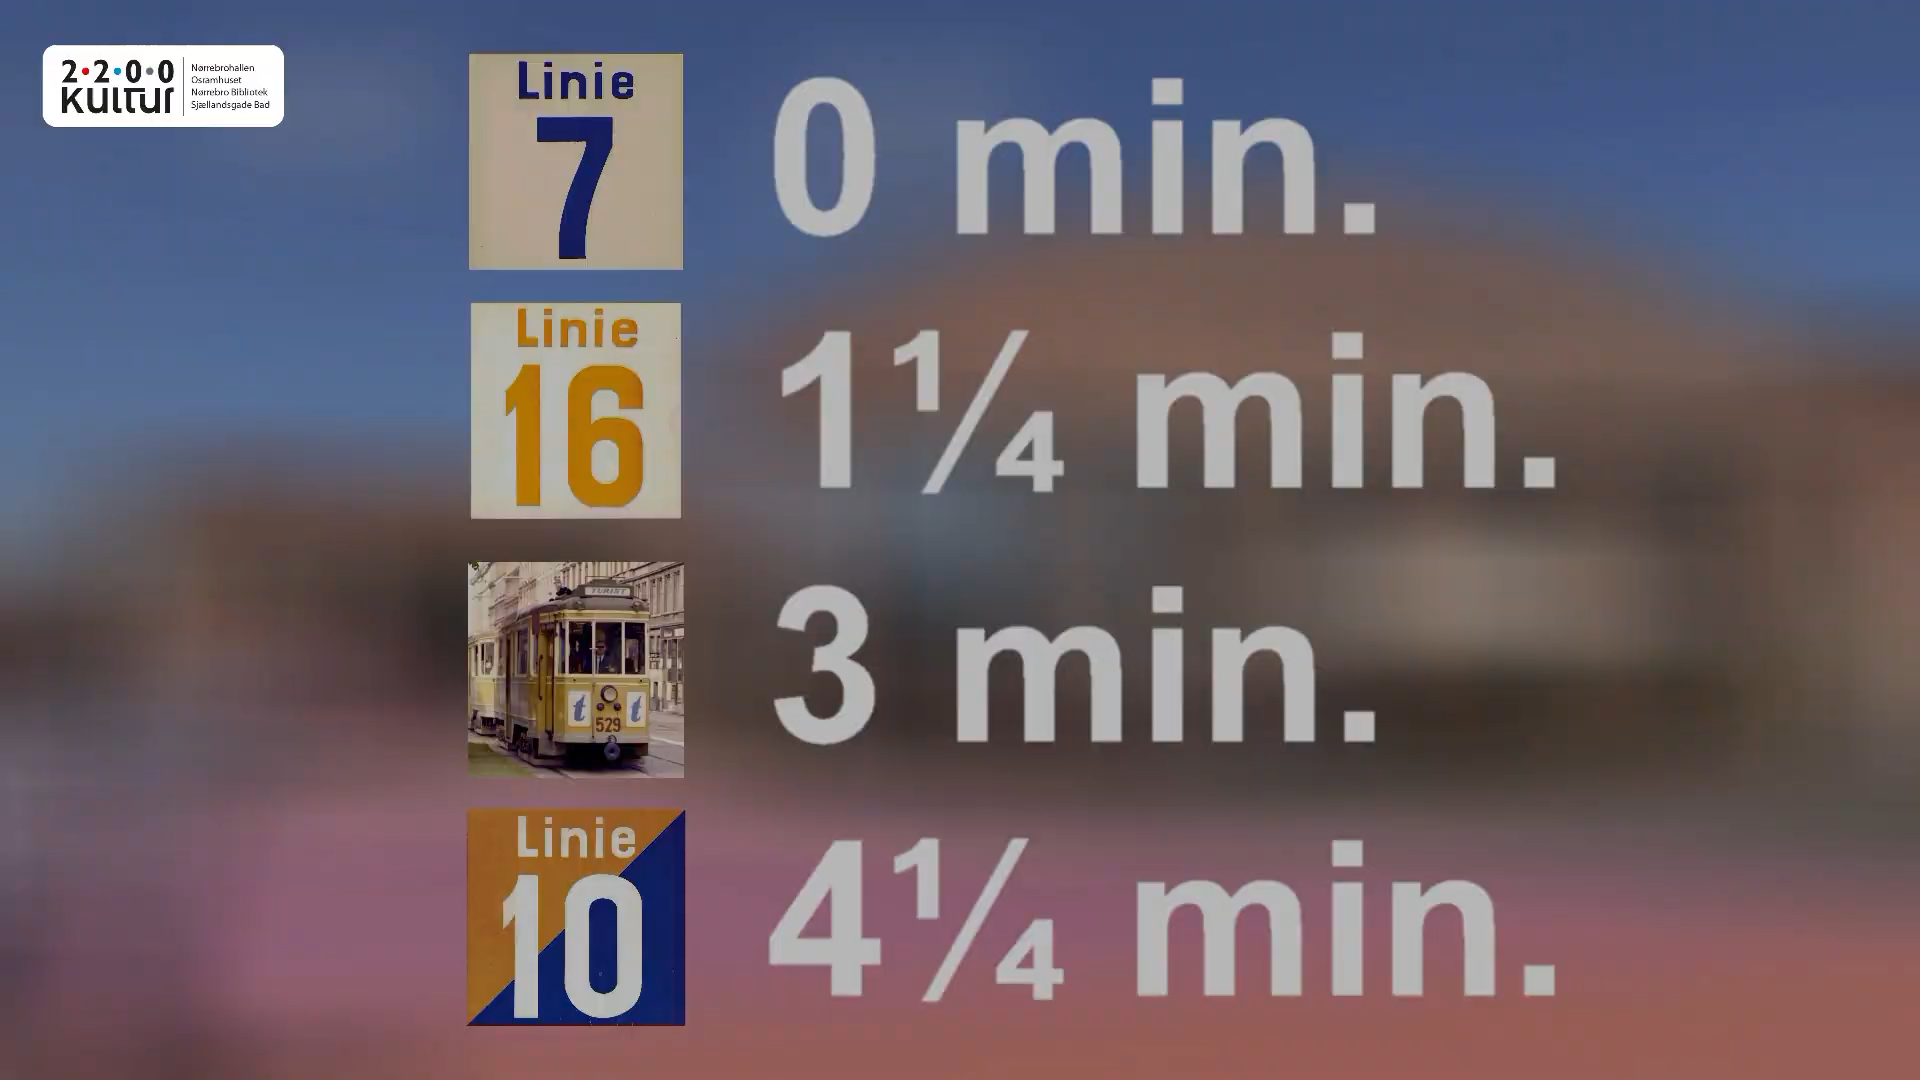 2•2•0•0
kultur
Nørrebrohallen
Osramhuset
Nørrebro Bibliotek
Sjællandsgade Bad
Linie
7
0 min.
Linie
16
1¼ min.
TURIST
t
529
t
3 min.
Linie
10
4¼ min.